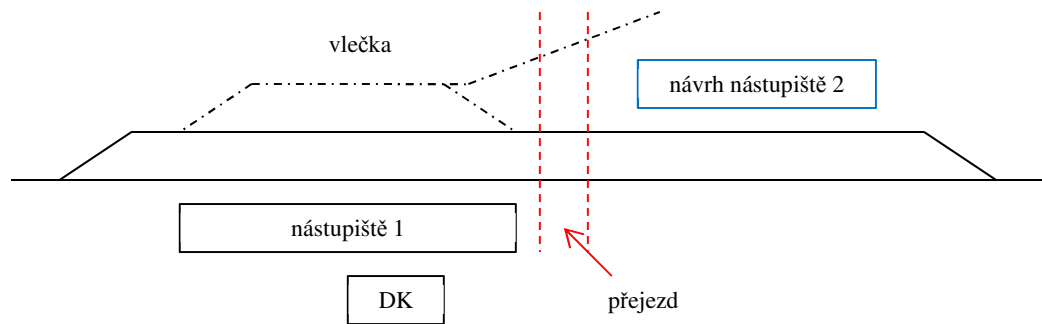 vlečka
návrh nástupiště 2
nástupiště 1
DK
přejezd